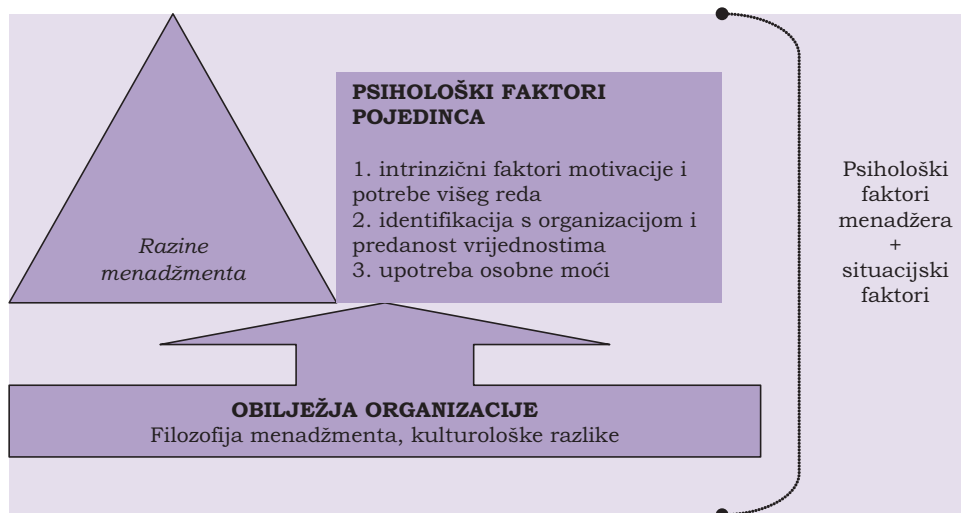 PSIHOLOŠKI FAKTORI
POJEDINCA
1. intrinzični faktori motivacije i
potrebe višeg reda
2. identifikacija s organizacijom i
predanost vrijednostima
3. upotreba osobne moći
Razine
menadžmenta
Psihološki
faktori
menadžera
+
situacijski
faktori
OBILJEŽJA ORGANIZACIJE
Filozofija menadžmenta, kulturološke razlike